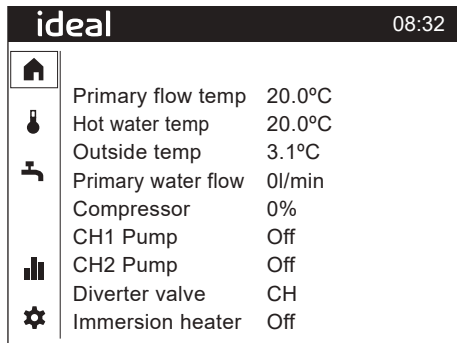 ideal 08:32
Primary flow temp 20.0ºC
Hot water temp 20.0ºC
Outside temp 3.1ºC
Primary water flow 0l/min
Compressor 0%
CH1 Pump Off
CH2 Pump Off
Diverter valve CH
Immersion heater Off